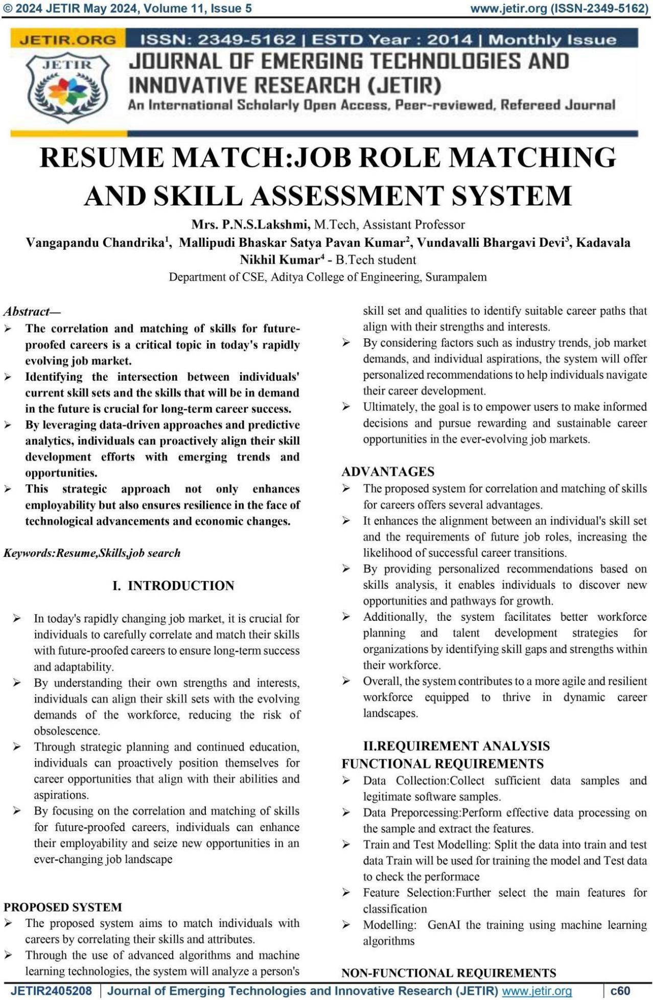 © 2024 JETIR May 2024, Volume 11, Issue 5 www.jetir.org (ISSN-2349-5162)
JETIR.ORG ISSN: 2349-5162 | ESTD Year : 2014 | Monthly Issue
JETIR
JOURNAL OF EMERGING TECHNOLOGIES AND
INNOVATIVE RESEARCH (JETIR)
An International Scholarly Open Access, Peer-reviewed, Refereed Journal
RESUME MATCH:JOB ROLE MATCHING
AND SKILL ASSESSMENT SYSTEM
Mrs. P.N.S.Lakshmi, M.Tech, Assistant Professor
Vangapandu Chandrika¹, Mallipudi Bhaskar Satya Pavan Kumar², Vundavalli Bhargavi Devi³, Kadavala
Nikhil Kumar⁴ - B.Tech student
Department of CSE, Aditya College of Engineering, Surampalem
Abstract—
➢ The correlation and matching of skills for future-
proofed careers is a critical topic in today's rapidly
evolving job market.
➢ Identifying the intersection between individuals'
current skill sets and the skills that will be in demand
in the future is crucial for long-term career success.
➢ By leveraging data-driven approaches and predictive
analytics, individuals can proactively align their skill
development efforts with emerging trends and
opportunities.
➢ This strategic approach not only enhances
employability but also ensures resilience in the face of
technological advancements and economic changes.
Keywords:Resume,Skills,job search
I. INTRODUCTION
➢ In today's rapidly changing job market, it is crucial for
individuals to carefully correlate and match their skills
with future-proofed careers to ensure long-term success
and adaptability.
➢ By understanding their own strengths and interests,
individuals can align their skill sets with the evolving
demands of the workforce, reducing the risk of
obsolescence.
➢ Through strategic planning and continued education,
individuals can proactively position themselves for
career opportunities that align with their abilities and
aspirations.
➢ By focusing on the correlation and matching of skills
for future-proofed careers, individuals can enhance
their employability and seize new opportunities in an
ever-changing job landscape
PROPOSED SYSTEM
➢ The proposed system aims to match individuals with
careers by correlating their skills and attributes.
➢ Through the use of advanced algorithms and machine
learning technologies, the system will analyze a person's
skill set and qualities to identify suitable career paths that
align with their strengths and interests.
➢ By considering factors such as industry trends, job market
demands, and individual aspirations, the system will offer
personalized recommendations to help individuals navigate
their career development.
➢ Ultimately, the goal is to empower users to make informed
decisions and pursue rewarding and sustainable career
opportunities in the ever-evolving job markets.
ADVANTAGES
➢ The proposed system for correlation and matching of skills
for careers offers several advantages.
➢ It enhances the alignment between an individual's skill set
and the requirements of future job roles, increasing the
likelihood of successful career transitions.
➢ By providing personalized recommendations based on
skills analysis, it enables individuals to discover new
opportunities and pathways for growth.
➢ Additionally, the system facilitates better workforce
planning and talent development strategies for
organizations by identifying skill gaps and strengths within
their workforce.
➢ Overall, the system contributes to a more agile and resilient
workforce equipped to thrive in dynamic career
landscapes.
II.REQUIREMENT ANALYSIS
FUNCTIONAL REQUIREMENTS
➢ Data Collection:Collect sufficient data samples and
legitimate software samples.
➢ Data Preporcessing:Perform effective data processing on
the sample and extract the features.
➢ Train and Test Modelling: Split the data into train and test
data Train will be used for training the model and Test data
to check the performace
➢ Feature Selection:Further select the main features for
classification
➢ Modelling: GenAI the training using machine learning
algorithms
NON-FUNCTIONAL REQUIREMENTS
JETIR2405208 Journal of Emerging Technologies and Innovative Research (JETIR) www.jetir.org c60